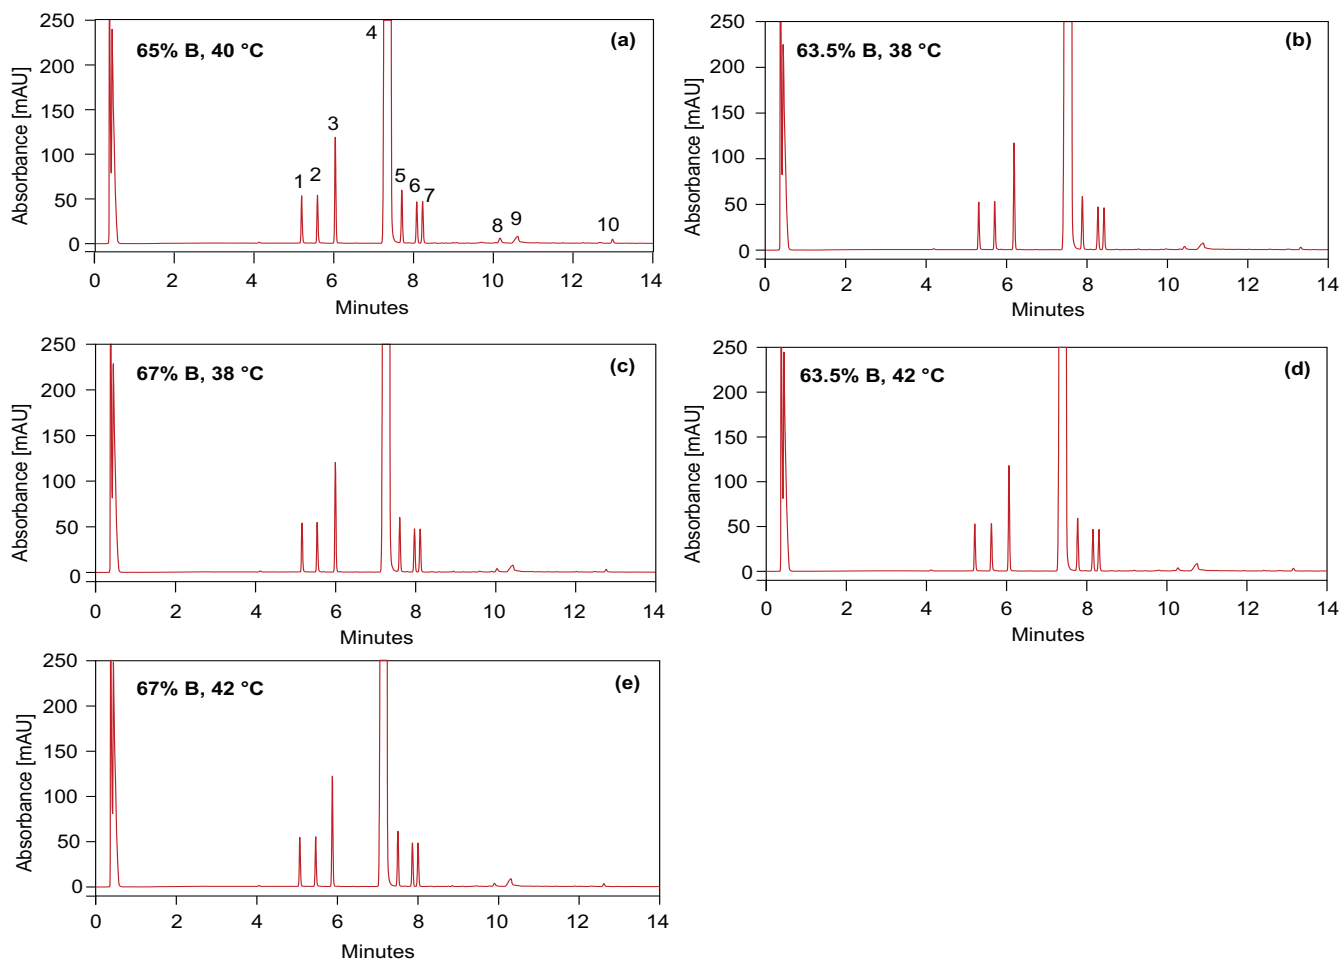 65% B, 40 °C
(a)
Absorbance [mAU]
250
200
150
100
50
0
1
2
3
4
5
6
7
8
9
10
0 2 4 6 8 10 12 14
Minutes
63.5% B, 38 °C
(b)
Absorbance [mAU]
250
200
150
100
50
0
0 2 4 6 8 10 12 14
Minutes
67% B, 38 °C
(c)
Absorbance [mAU]
250
200
150
100
50
0
0 2 4 6 8 10 12 14
Minutes
63.5% B, 42 °C
(d)
Absorbance [mAU]
250
200
150
100
50
0
0 2 4 6 8 10 12 14
Minutes
67% B, 42 °C
(e)
Absorbance [mAU]
250
200
150
100
50
0
0 2 4 6 8 10 12 14
Minutes